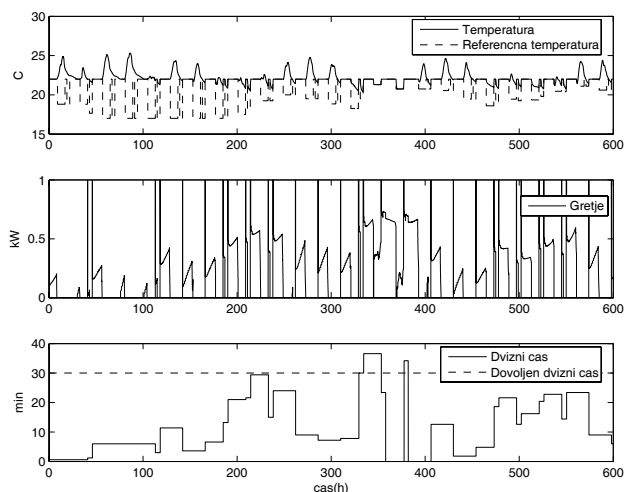 30
25
20
15
C
Temperatura
Referencna temperatura
0 100 200 300 400 500 600
1
0.5
0
kW
Gretje
0 100 200 300 400 500 600
40
30
20
10
0
min
Dvizni cas
Dovoljen dvizni cas
0 100 200 300 400 500 600
cas(h)